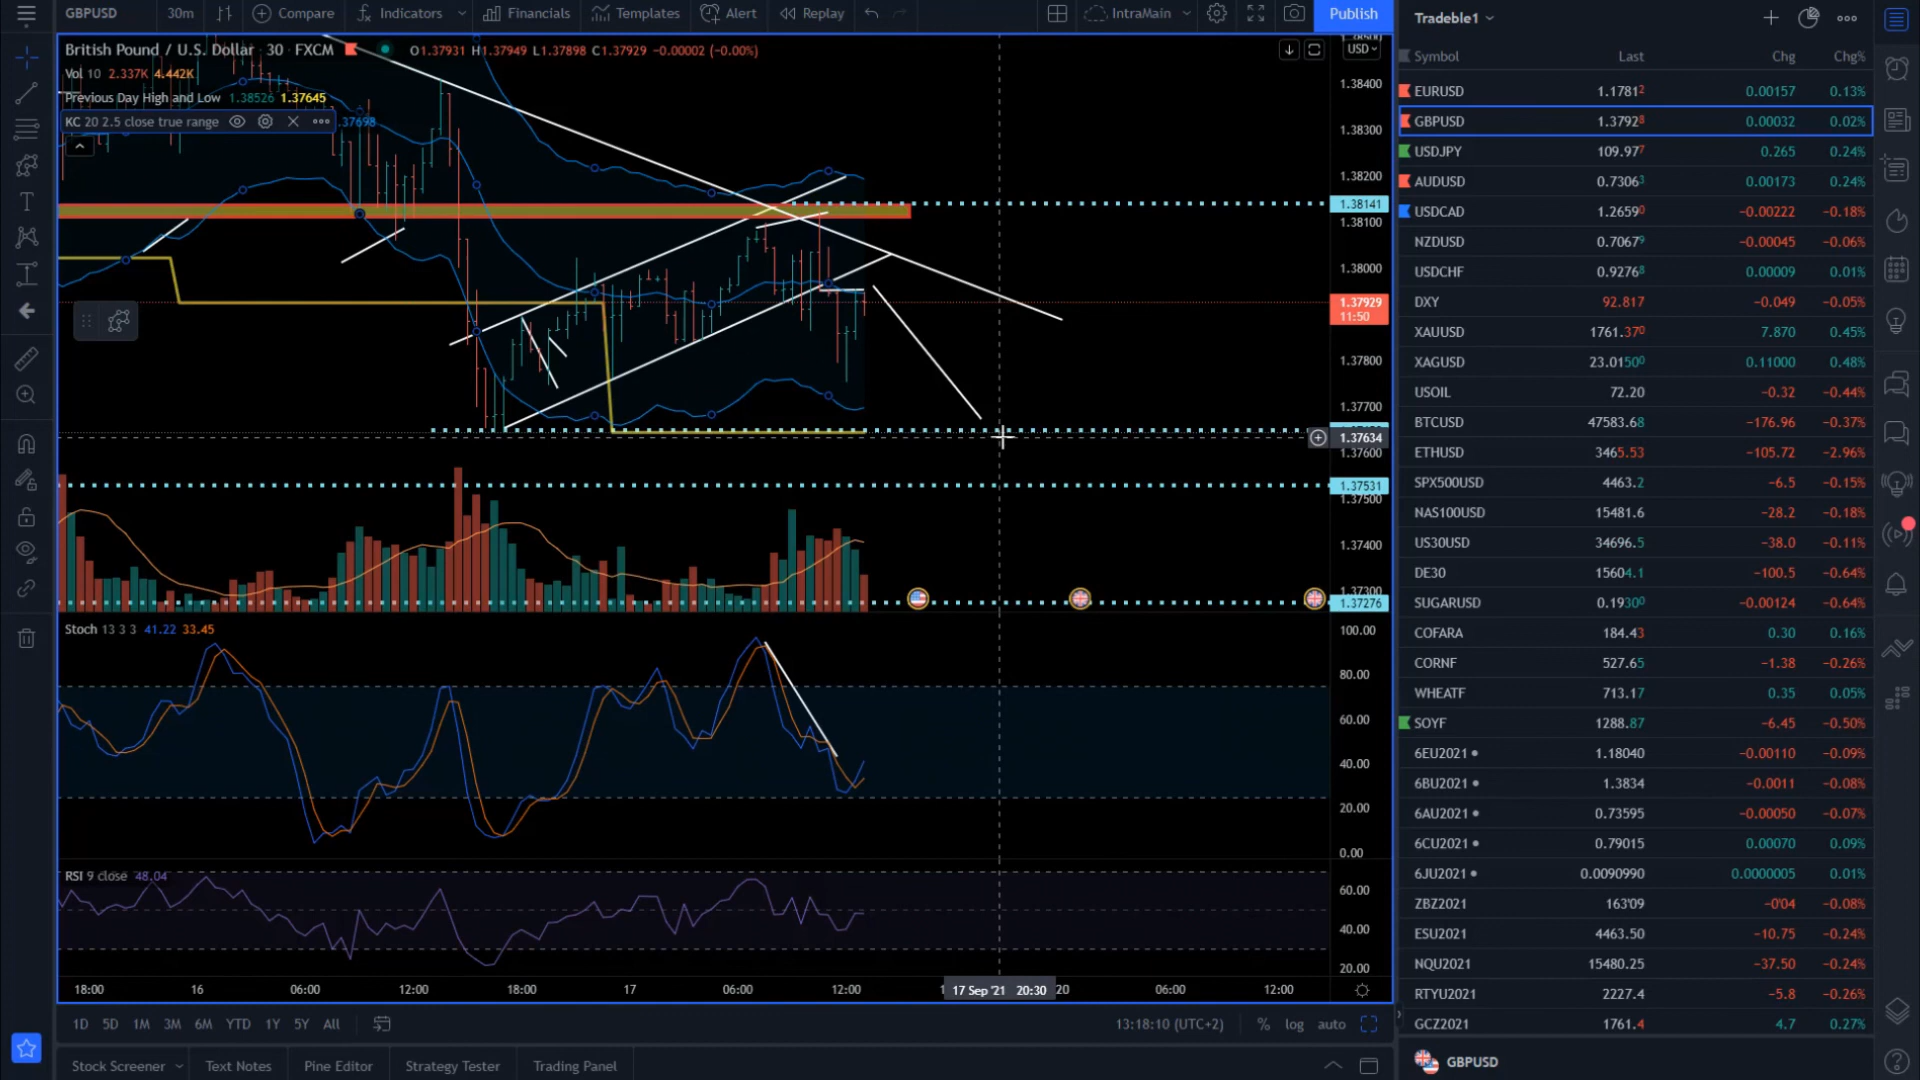 GBPUSD 30m Compare Indicators Financials Templates Alert Replay IntraMain Publish
British Pound / U.S. Dollar · 30 · FXCM O1.37931 H1.37949 L1.37898 C1.37929 −0.00002 (−0.00%)
Vol 10 2.337K 4.442K
Previous Day High and Low 1.38526 1.37645
KC 20 2.5 close true range 1.37698
USD
1.38400
1.38300
1.38200
1.38141
1.38100
1.38000
1.37929
11:50
1.37800
1.37700
1.37634
1.37600
1.37531
1.37500
1.37400
1.37300
1.37276
Stoch 13 3 3 41.22 33.45
100.00
80.00
60.00
40.00
20.00
0.00
RSI 9 close 48.04
60.00
40.00
20.00
18:00 16 06:00 12:00 18:00 17 06:00 12:00 17 Sep '21 20:30 20 06:00 12:00
1D 5D 1M 3M 6M YTD 1Y 5Y All 13:18:10 (UTC+2) % log auto
Stock Screener Text Notes Pine Editor Strategy Tester Trading Panel
Tradeble1
Symbol Last Chg Chg%
EURUSD 1.17812 0.00157 0.13%
GBPUSD 1.37928 0.00032 0.02%
USDJPY 109.977 0.265 0.24%
AUDUSD 0.73063 0.00173 0.24%
USDCAD 1.26590 −0.00222 −0.18%
NZDUSD 0.70679 −0.00045 −0.06%
USDCHF 0.92768 0.00009 0.01%
DXY 92.817 −0.049 −0.05%
XAUUSD 1761.370 7.870 0.45%
XAGUSD 23.01500 0.11000 0.48%
USOIL 72.20 −0.32 −0.44%
BTCUSD 47583.68 −176.96 −0.37%
ETHUSD 3465.53 −105.72 −2.96%
SPX500USD 4463.2 −6.5 −0.15%
NAS100USD 15481.6 −28.2 −0.18%
US30USD 34696.5 −38.0 −0.11%
DE30 15604.1 −100.5 −0.64%
SUGARUSD 0.19300 −0.00124 −0.64%
COFARA 184.43 0.30 0.16%
CORNF 527.65 −1.38 −0.26%
WHEATF 713.17 0.35 0.05%
SOYF 1288.87 −6.45 −0.50%
6EU2021 1.18040 −0.00110 −0.09%
6BU2021 1.3834 −0.0011 −0.08%
6AU2021 0.73595 −0.00050 −0.07%
6CU2021 0.79015 0.00070 0.09%
6JU2021 0.0090990 0.0000005 0.01%
ZBZ2021 163'09 −0'04 −0.08%
ESU2021 4463.50 −10.75 −0.24%
NQU2021 15480.25 −37.50 −0.24%
RTYU2021 2227.4 −5.8 −0.26%
GCZ2021 1761.4 4.7 0.27%
GBPUSD